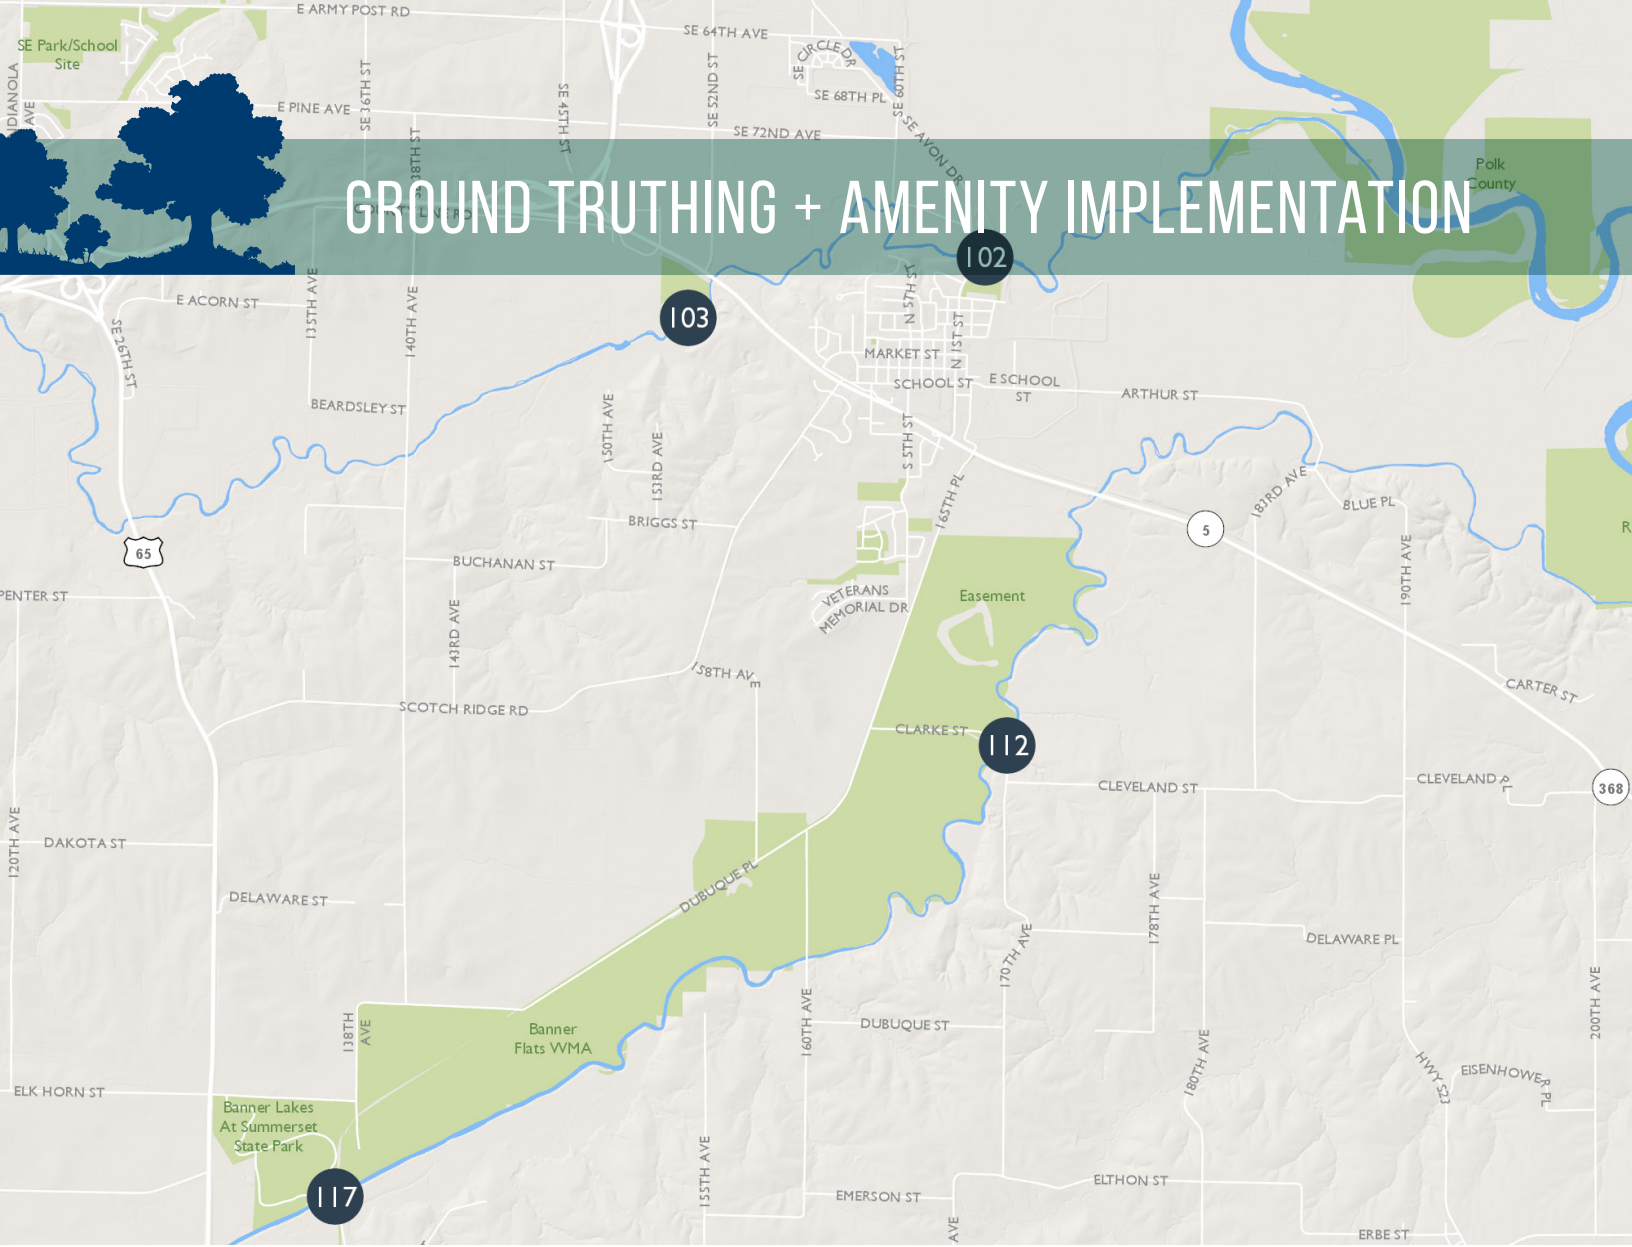 E ARMY POST RD
SE 64TH AVE
SE Park/School
Site
SE CIRCLE DR
SE 60TH ST
SE 36TH ST
SE 45TH ST
SE 52ND ST
SE 68TH PL
AVE
E PINE AVE
SE 72ND AVE
SE AVON DR
38TH ST
Polk
County
GROUND TRUTHING + AMENITY IMPLEMENTATION
COUNTY LINE RD
102
E ACORN ST
135TH AVE
140TH AVE
103
N 5TH ST
N 1ST ST
SE 26TH ST
MARKET ST
SCHOOL ST
E SCHOOL
ST
ARTHUR ST
BEARDSLEY ST
150TH AVE
153RD AVE
S 5TH ST
165TH PL
183RD AVE
BLUE PL
BRIGGS ST
5
R
65
BUCHANAN ST
190TH AVE
PENTER ST
143RD AVE
VETERANS
MEMORIAL DR
Easement
158TH AVE
CARTER ST
SCOTCH RIDGE RD
CLARKE ST
112
CLEVELAND ST
CLEVELAND PL
368
120TH AVE
DAKOTA ST
DUBUQUE PL
DELAWARE ST
178TH AVE
DELAWARE PL
170TH AVE
200TH AVE
138TH
AVE
Banner
Flats WMA
160TH AVE
DUBUQUE ST
180TH AVE
HWY S23
EISENHOWER PL
ELK HORN ST
Banner Lakes
At Summerset
State Park
155TH AVE
117
EMERSON ST
ELTHON ST
AVE
ERBE ST